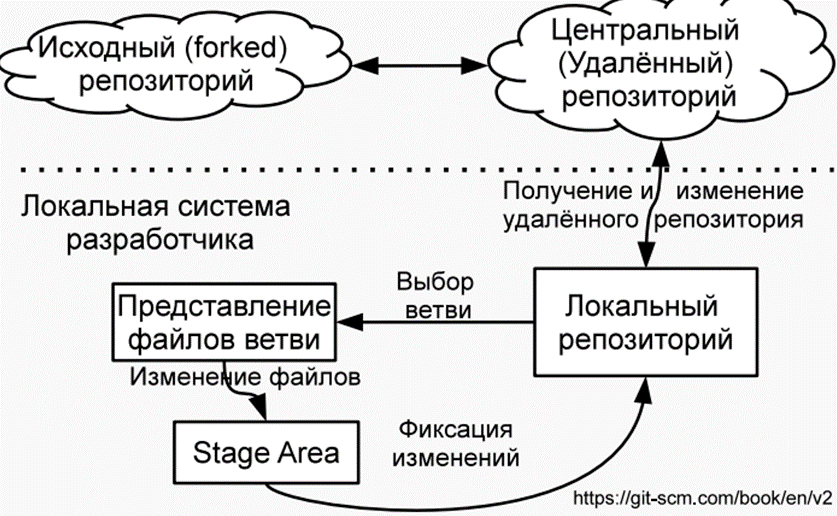 Исходный (forked)
репозиторий
Центральный
(Удалённый)
репозиторий
Получение и изменение
удалённого репозитория
Локальная система
разработчика
Выбор
ветви
Представление
файлов ветви
Локальный
репозиторий
Изменение файлов
Stage Area
Фиксация
изменений
https://git-scm.com/book/en/v2